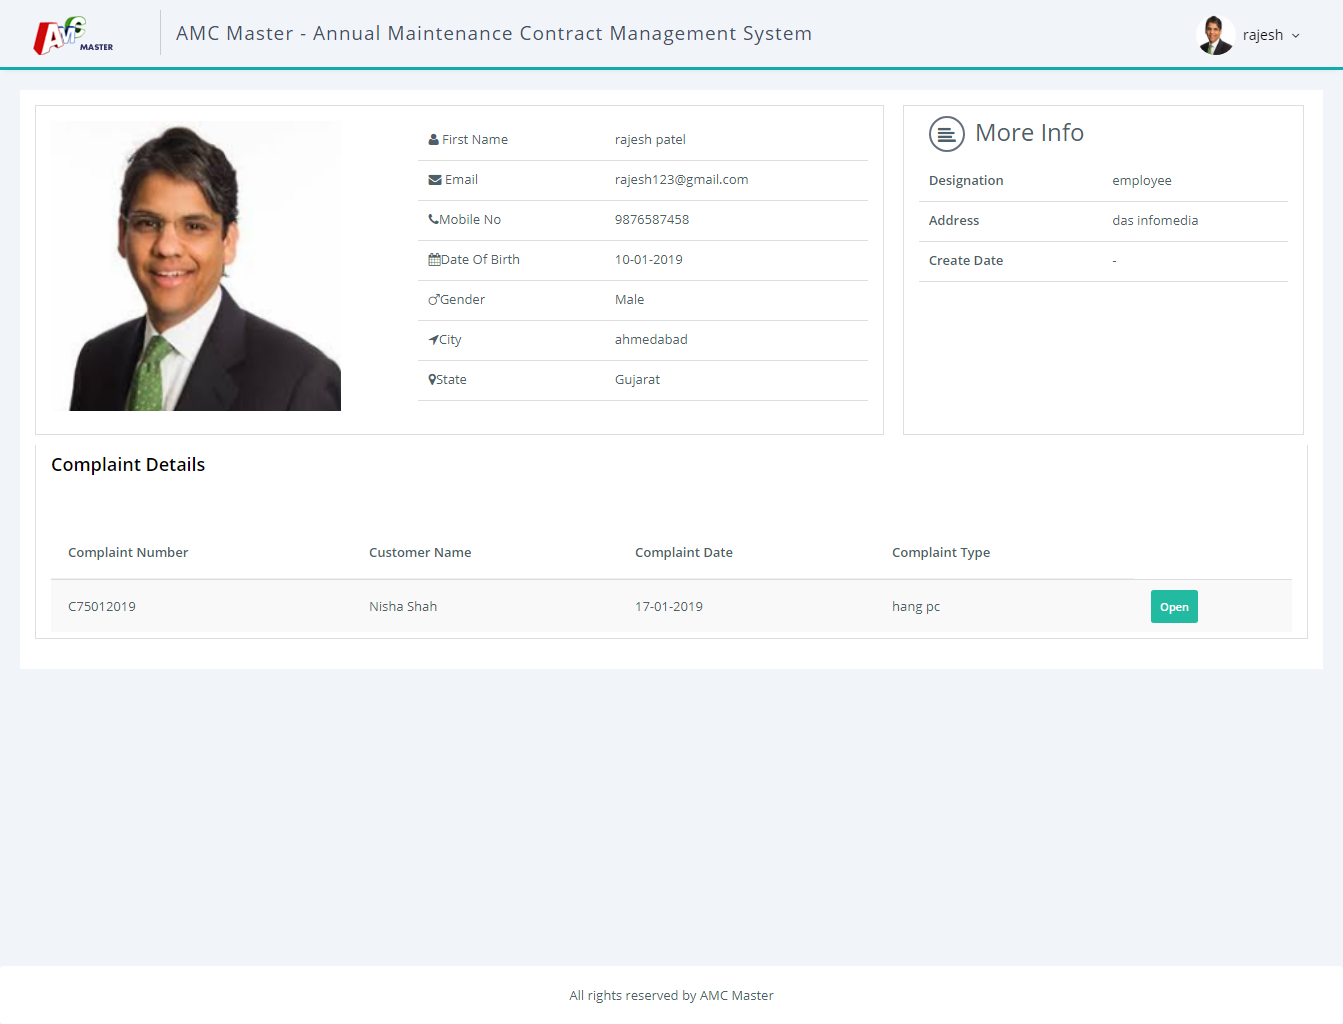 AMC MASTER
AMC Master - Annual Maintenance Contract Management System
rajesh
First Name rajesh patel
Email rajesh123@gmail.com
Mobile No 9876587458
Date Of Birth 10-01-2019
Gender Male
City ahmedabad
State Gujarat
More Info
Designation employee
Address das infomedia
Create Date -
Complaint Details
Complaint Number Customer Name Complaint Date Complaint Type
C75012019 Nisha Shah 17-01-2019 hang pc Open
All rights reserved by AMC Master